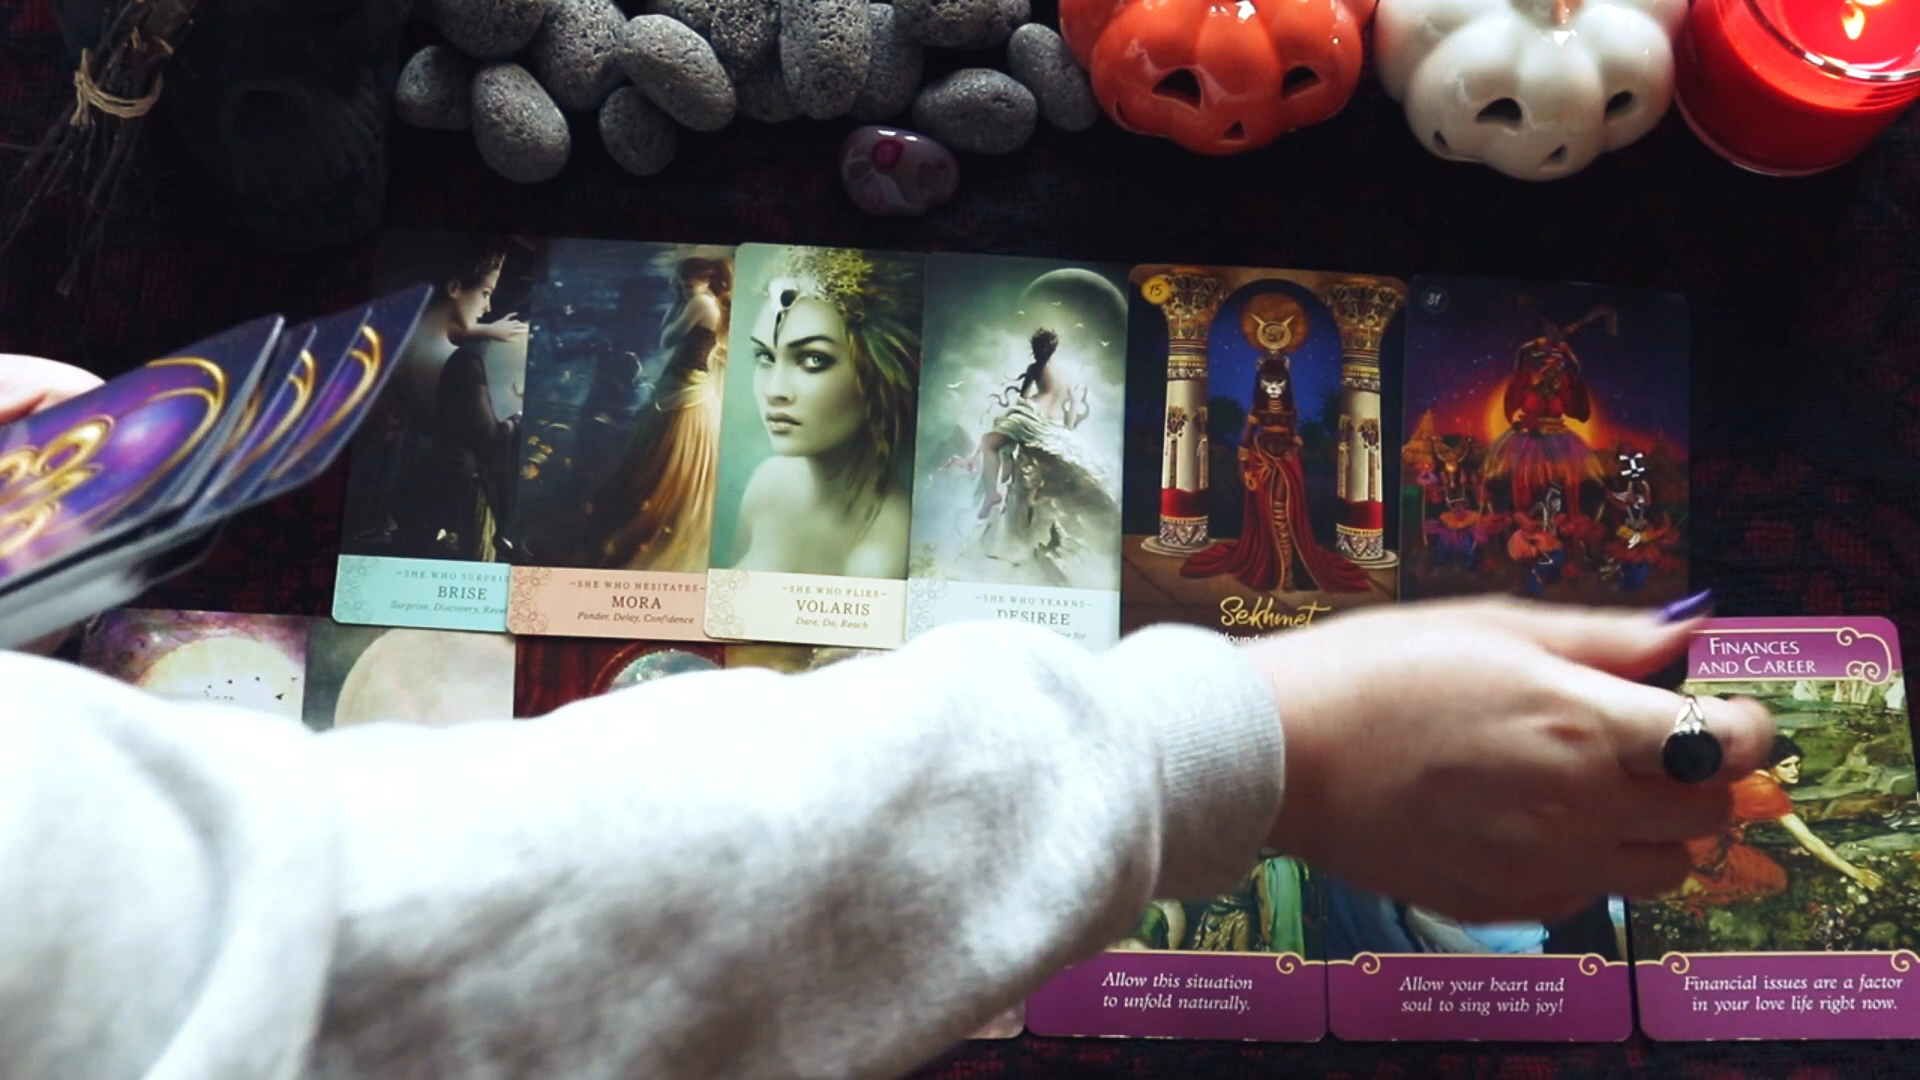 15
31
~SHE WHO SURPRI
BRISE
Surprise, Discovery,
~SHE WHO HESITATES~
MORA
Ponder, Delay, Confidence
~SHE WHO FLIES~
VOLARIS
Dare, Do, Reach
~SHE WHO YEARNS~
DESIREE
for
Sekhmet
FINANCES
AND CAREER
Allow this situation
to unfold naturally.
Allow your heart and
soul to sing with joy!
Financial issues are a factor
in your love life right now.